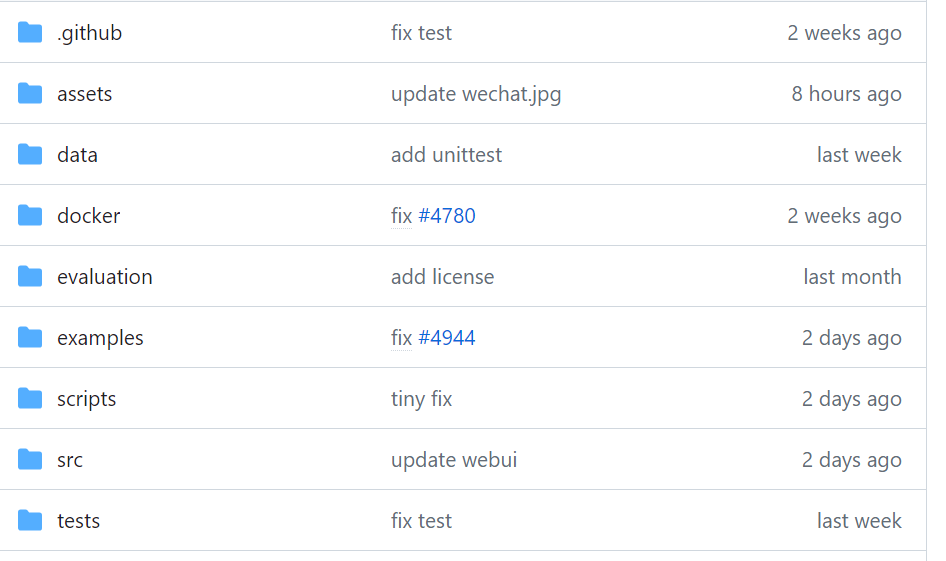 .github fix test 2 weeks ago
assets update wechat.jpg 8 hours ago
data add unittest last week
docker fix #4780 2 weeks ago
evaluation add license last month
examples fix #4944 2 days ago
scripts tiny fix 2 days ago
src update webui 2 days ago
tests fix test last week